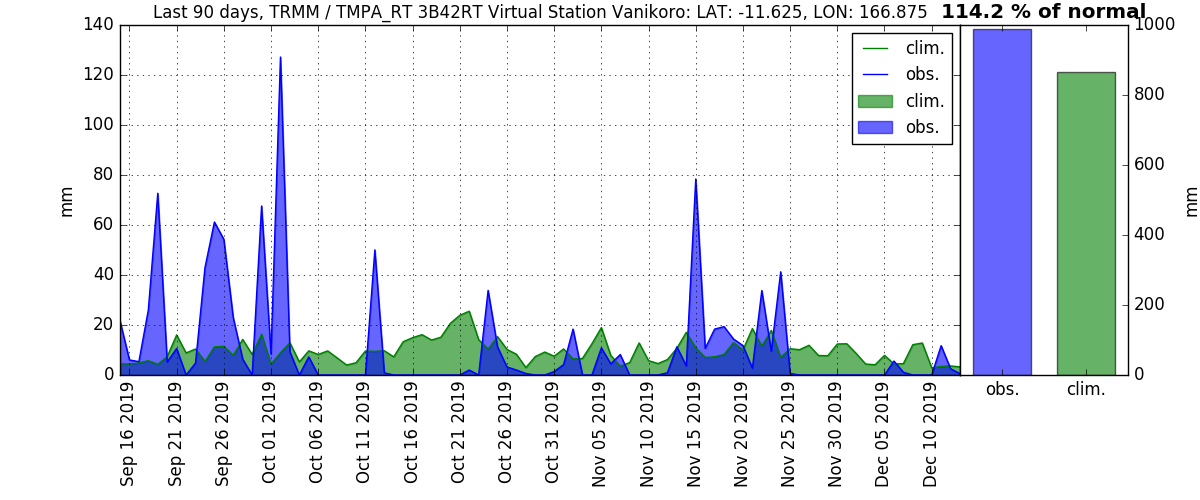 Last 90 days, TRMM / TMPA_RT 3B42RT Virtual Station Vanikoro: LAT: -11.625, LON: 166.875 114.2 % of normal
140
120
100
80
60
40
20
0
mm
clim.
obs.
clim.
obs.
1000
800
600
400
200
0
mm
obs.
clim.
Sep 16 2019
Sep 21 2019
Sep 26 2019
Oct 01 2019
Oct 06 2019
Oct 11 2019
Oct 16 2019
Oct 21 2019
Oct 26 2019
Oct 31 2019
Nov 05 2019
Nov 10 2019
Nov 15 2019
Nov 20 2019
Nov 25 2019
Nov 30 2019
Dec 05 2019
Dec 10 2019